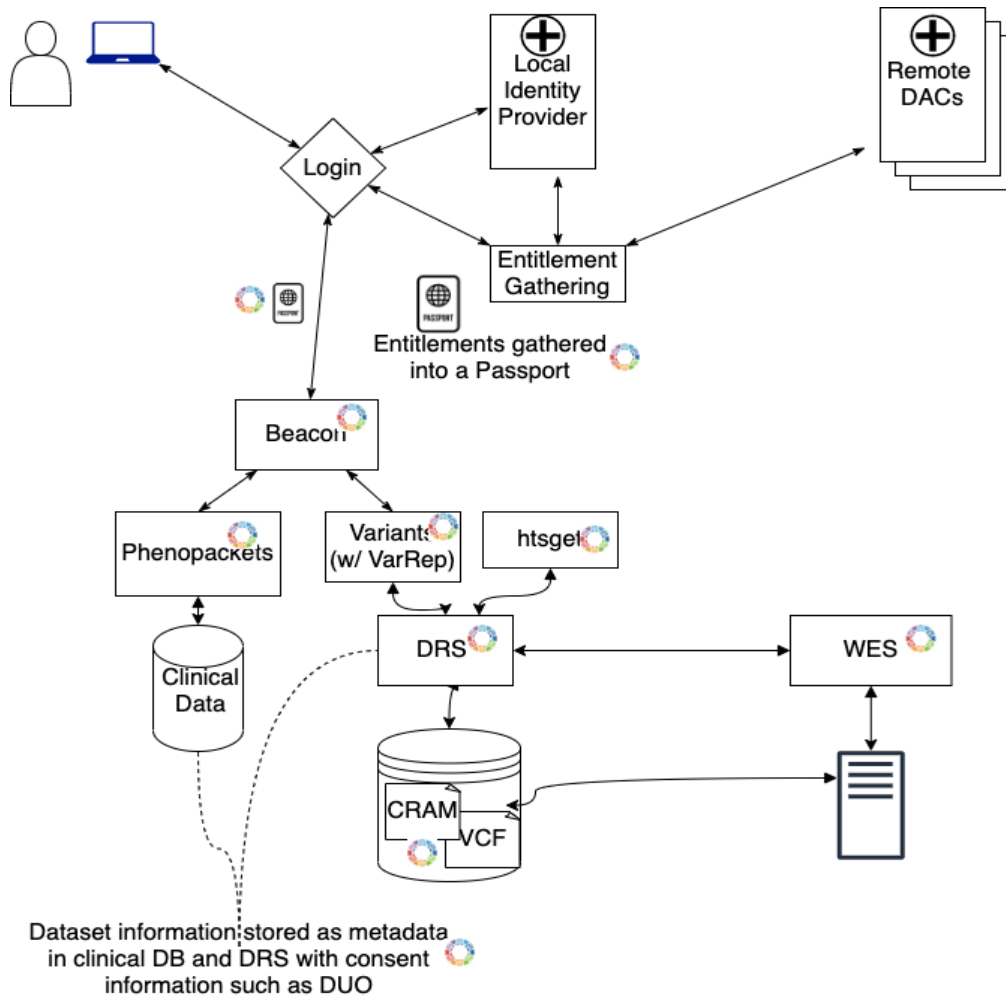 Local
Identity
Provider
Remote
DACs
Login
Entitlement
Gathering
PASSPORT
PASSPORT
Entitlements gathered
into a Passport
Beacon
Phenopackets
Variants
(w/ VarRep)
htsget
DRS
WES
Clinical
Data
CRAM
VCF
Dataset information stored as metadata
in clinical DB and DRS with consent
information such as DUO